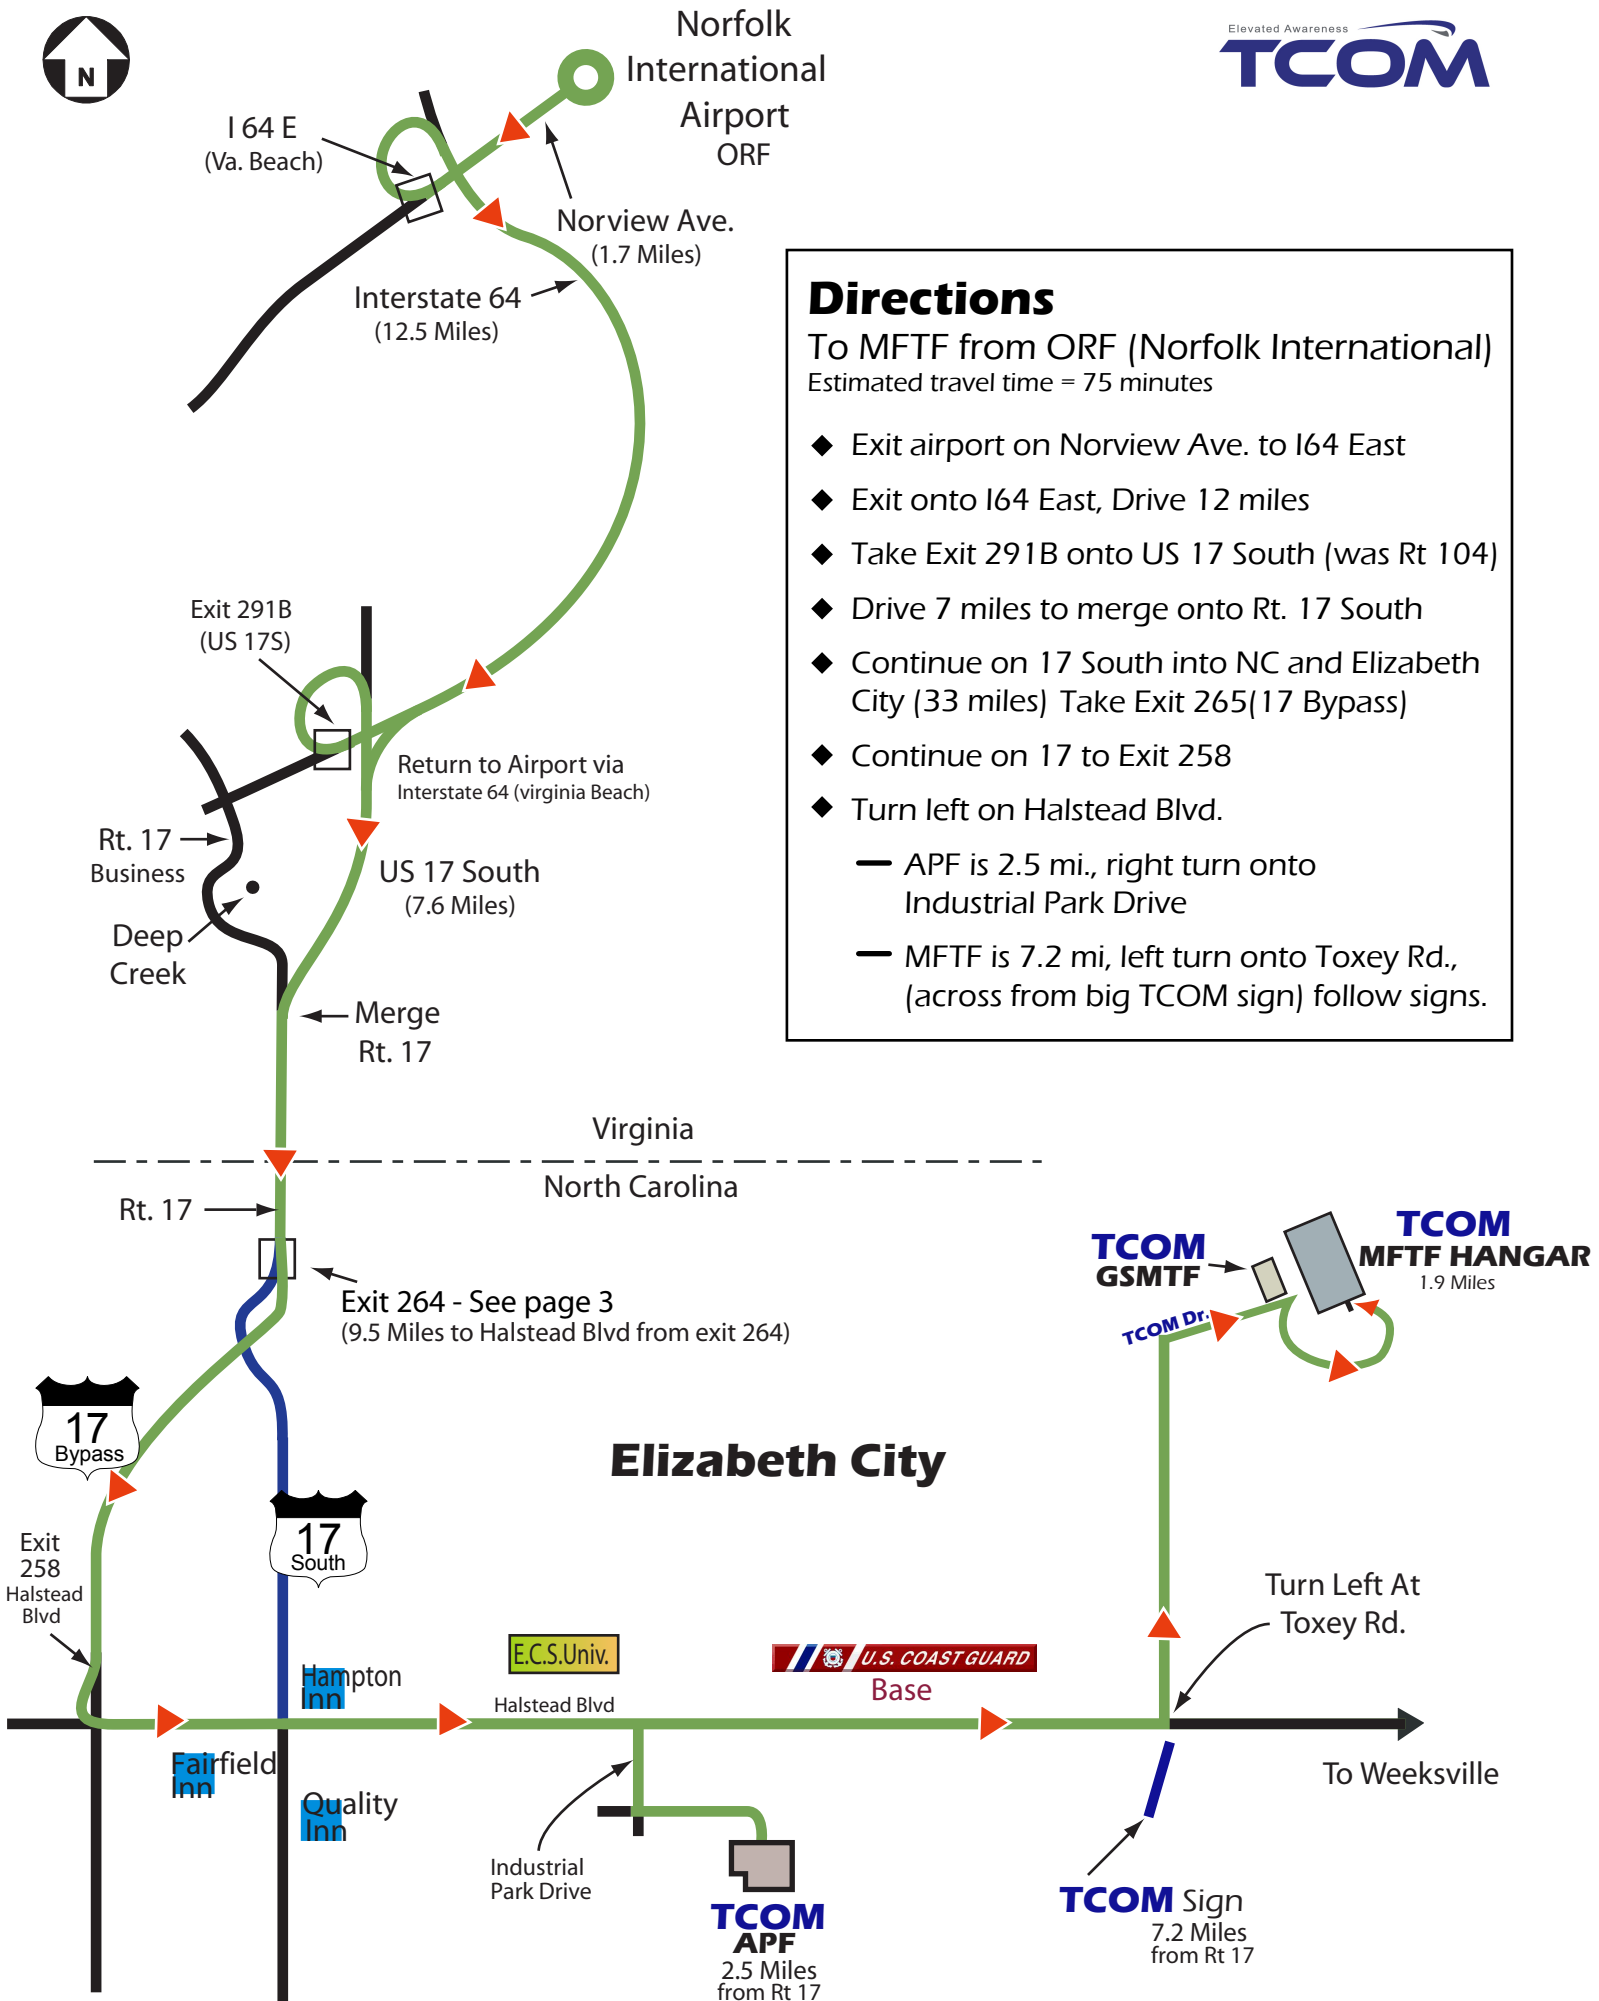 N
Norfolk
International
Airport
ORF
Elevated Awareness
TCOM
I 64 E
(Va. Beach)
Norview Ave.
(1.7 Miles)
Interstate 64
(12.5 Miles)
Directions
To MFTF from ORF (Norfolk International)
Estimated travel time = 75 minutes
Exit airport on Norview Ave. to I64 East
Exit onto I64 East, Drive 12 miles
Take Exit 291B onto US 17 South (was Rt 104)
Drive 7 miles to merge onto Rt. 17 South
Continue on 17 South into NC and Elizabeth
City (33 miles) Take Exit 265(17 Bypass)
Continue on 17 to Exit 258
Turn left on Halstead Blvd.
— APF is 2.5 mi., right turn onto
Industrial Park Drive
— MFTF is 7.2 mi, left turn onto Toxey Rd.,
(across from big TCOM sign) follow signs.
Exit 291B
(US 17S)
Return to Airport via
Interstate 64 (virginia Beach)
Rt. 17
Business
US 17 South
(7.6 Miles)
Deep
Creek
Merge
Rt. 17
Virginia
North Carolina
Rt. 17
Exit 264 - See page 3
(9.5 Miles to Halstead Blvd from exit 264)
TCOM
GSMTF
TCOM
MFTF HANGAR
1.9 Miles
TCOM Dr.
17
Bypass
Elizabeth City
17
South
Exit
258
Halstead
Blvd
Turn Left At
Toxey Rd.
E.C.S.Univ.
U.S. COAST GUARD
Base
Hampton
Inn
Halstead Blvd
Fairfield
Inn
Quality
Inn
To Weeksville
Industrial
Park Drive
TCOM
APF
2.5 Miles
from Rt 17
TCOM Sign
7.2 Miles
from Rt 17